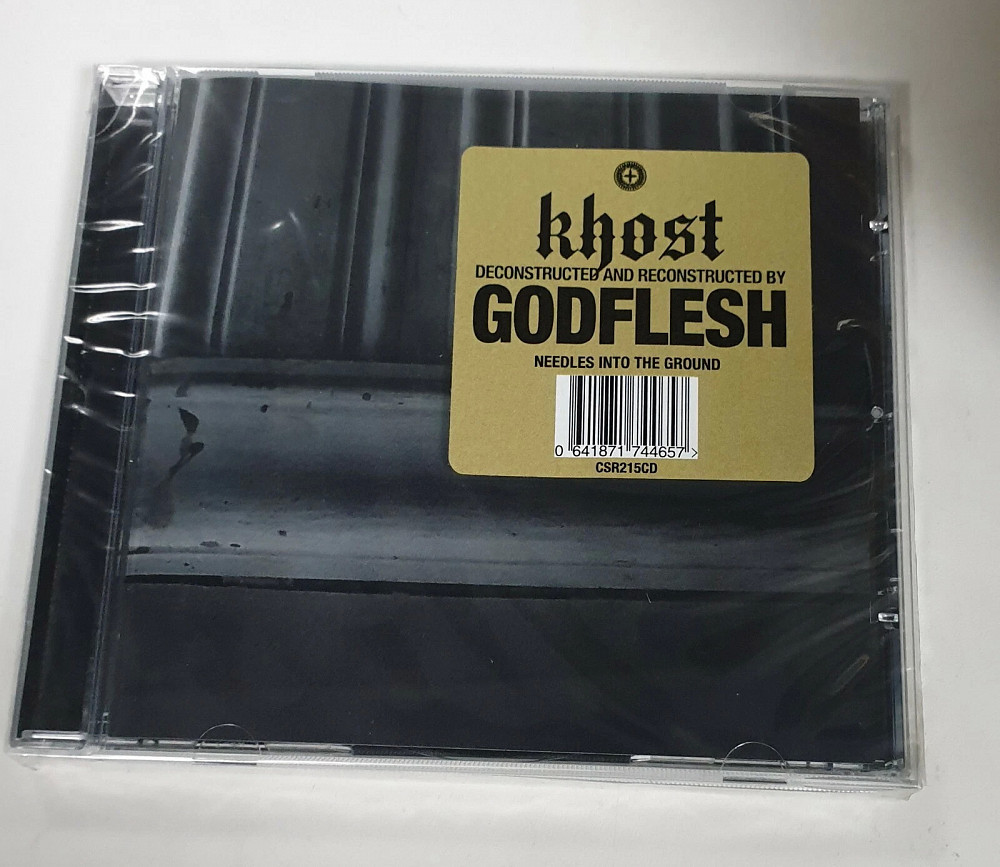 khost
DECONSTRUCTED AND RECONSTRUCTED BY
GODFLESH
NEEDLES INTO THE GROUND
0 641871 744657 >
CSR215CD